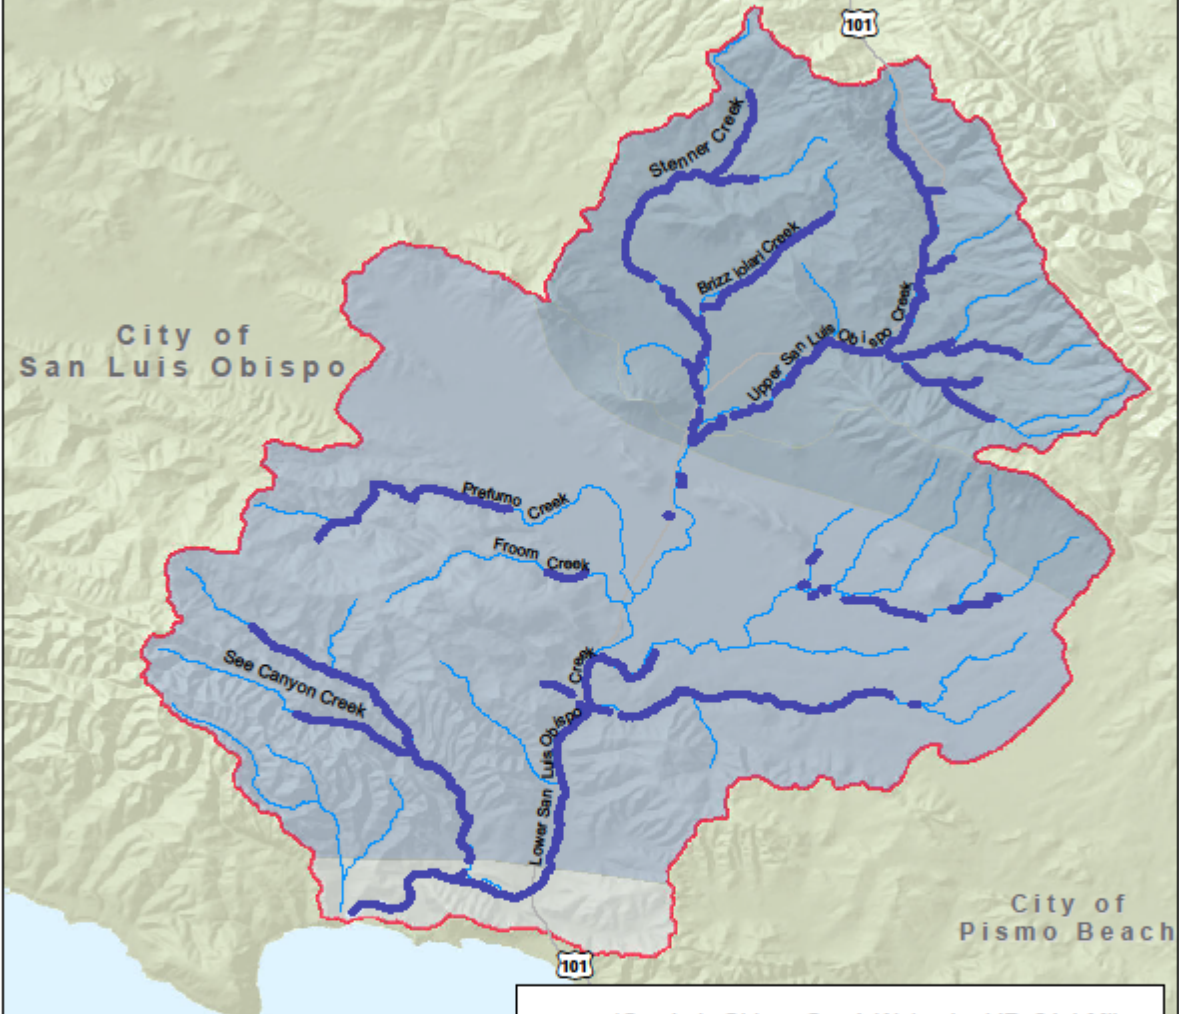 101
Stenner Creek
Brizziolari Creek
Upper San Luis Obispo Creek
City of
San Luis Obispo
Prefumo Creek
Froom Creek
See Canyon Creek
Lower San Luis Obispo Creek
City of
Pismo Beach
101